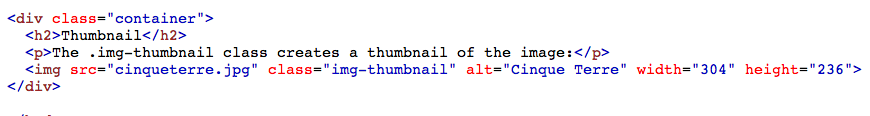 <div class="container">
<h2>Thumbnail</h2>
<p>The .img-thumbnail class creates a thumbnail of the image:</p>
<img src="cinqueterre.jpg" class="img-thumbnail" alt="Cinque Terre" width="304" height="236">
</div>